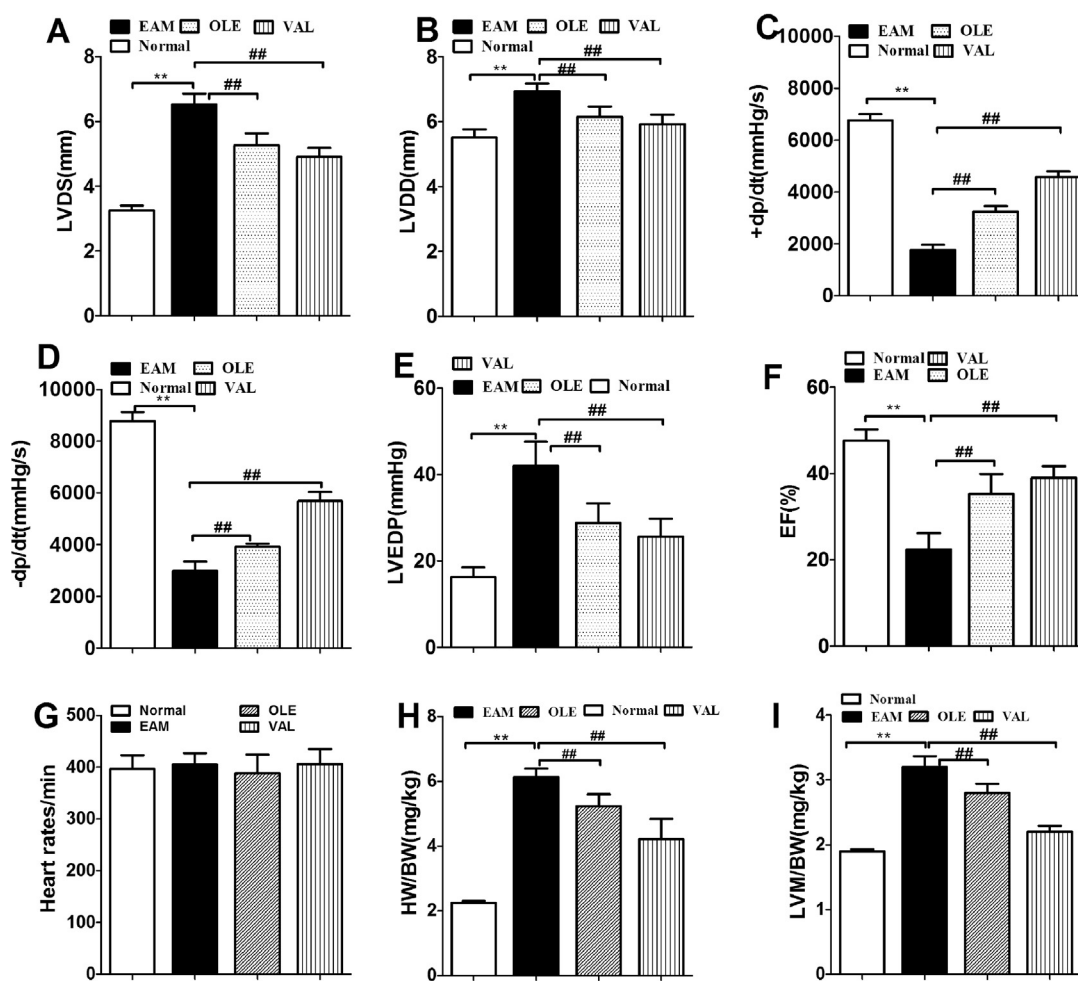 A
EAM OLE VAL
Normal
LVDS(mm)
8
6
4
2
0
**
##
##
B
EAM OLE VAL
Normal
LVDD(mm)
8
6
4
2
0
**
##
##
C
EAM OLE
Normal VAL
+dp/dt(mmHg/s)
10000
8000
6000
4000
2000
0
**
##
##
D
EAM OLE
Normal VAL
-dp/dt(mmHg/s)
10000
8000
6000
4000
2000
0
**
##
##
E
VAL
EAM OLE Normal
LVEDP(mmHg)
60
40
20
0
**
##
##
F
Normal VAL
EAM OLE
EF(%)
60
40
20
0
**
##
##
G
Normal OLE
EAM VAL
Heart rates/min
500
400
300
200
100
0
H
EAM OLE Normal VAL
HW/BW(mg/kg)
8
6
4
2
0
**
##
##
I
Normal
EAM OLE VAL
LVM/BW(mg/kg)
4
3
2
1
0
**
##
##